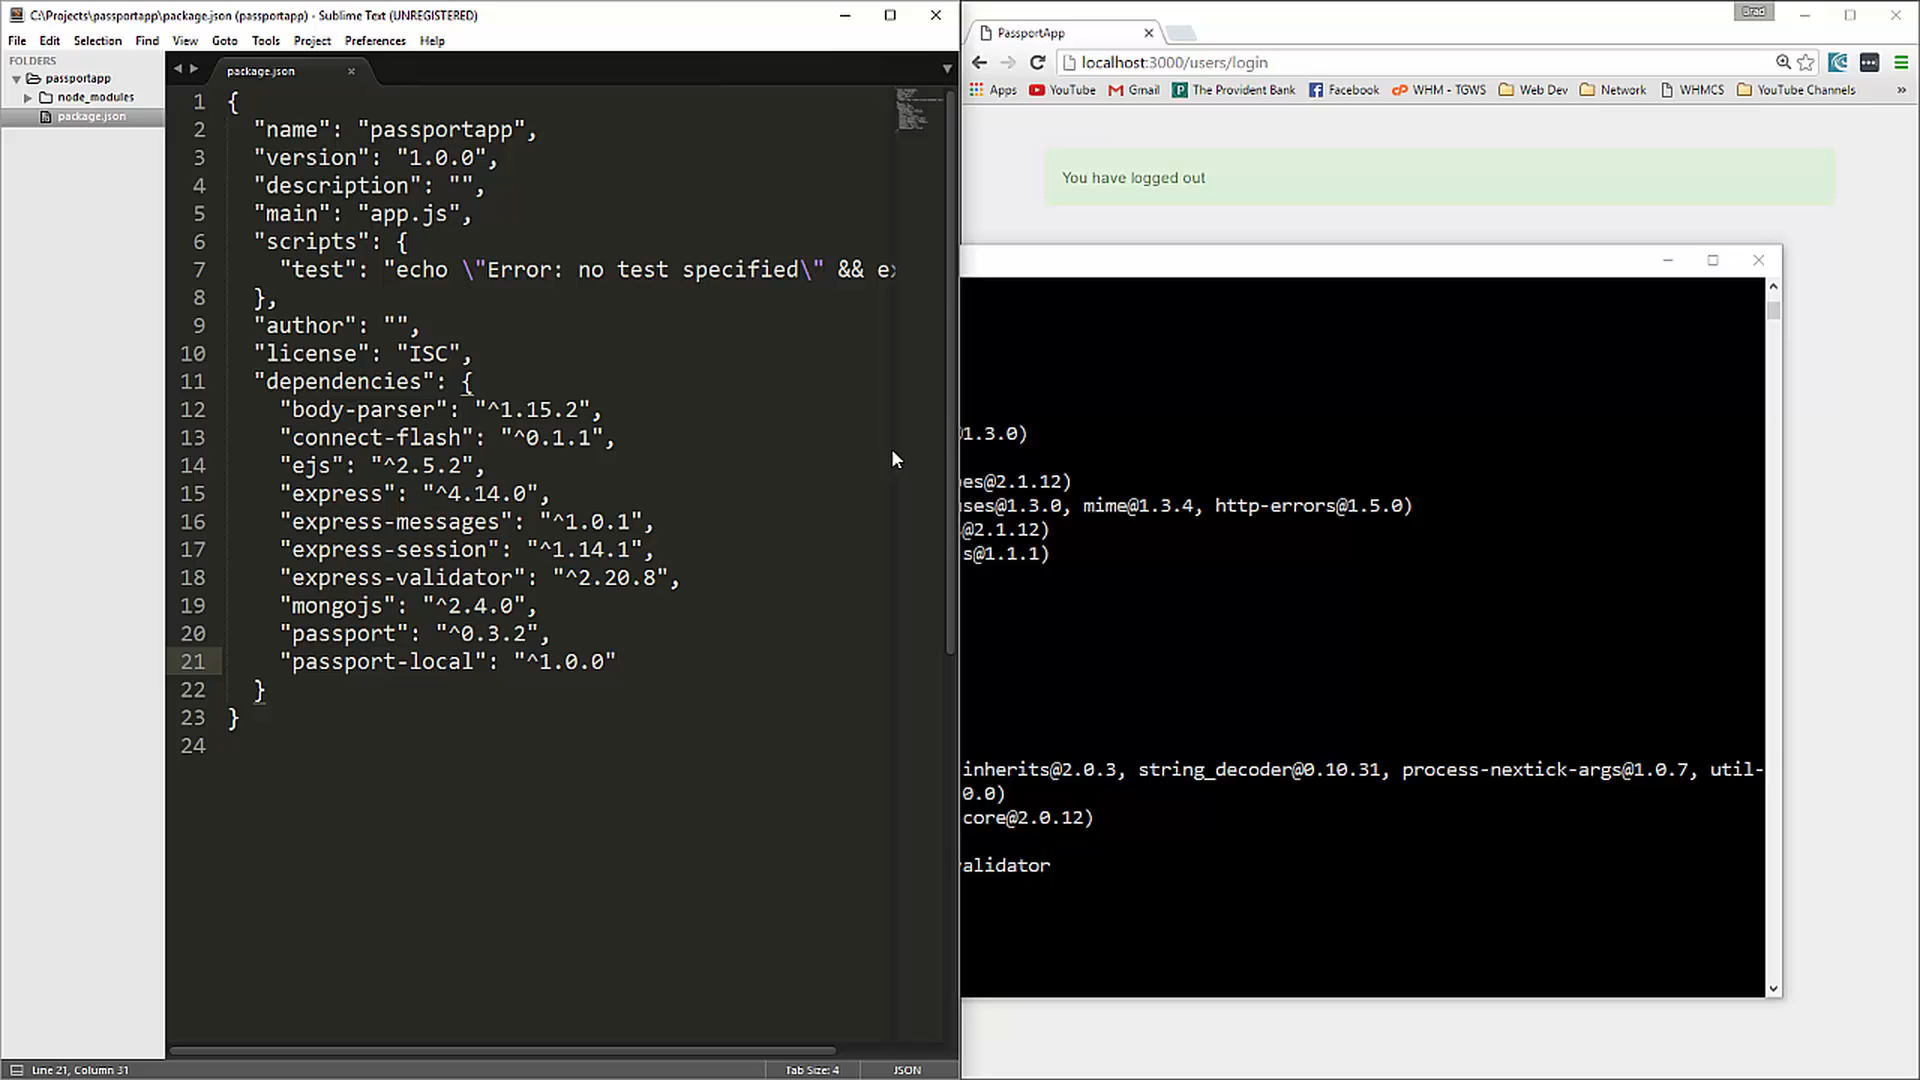 C:\Projects\passportapp\package.json (passportapp) - Sublime Text (UNREGISTERED)
File Edit Selection Find View Goto Tools Project Preferences Help
FOLDERS
passportapp
node_modules
package.json
package.json
1 {
2 "name": "passportapp",
3 "version": "1.0.0",
4 "description": "",
5 "main": "app.js",
6 "scripts": {
7 "test": "echo \"Error: no test specified\" && ex
8 },
9 "author": "",
10 "license": "ISC",
11 "dependencies": {
12 "body-parser": "^1.15.2",
13 "connect-flash": "^0.1.1",
14 "ejs": "^2.5.2",
15 "express": "^4.14.0",
16 "express-messages": "^1.0.1",
17 "express-session": "^1.14.1",
18 "express-validator": "^2.20.8",
19 "mongojs": "^2.4.0",
20 "passport": "^0.3.2",
21 "passport-local": "^1.0.0"
22 }
23 }
24
Line 21, Column 31
Tab Size: 4
JSON
Brad
PassportApp
localhost:3000/users/login
Apps YouTube Gmail The Provident Bank Facebook WHM - TGWS Web Dev Network WHMCS YouTube Channels »
You have logged out
1.3.0)
es@2.1.12)
ses@1.3.0, mime@1.3.4, http-errors@1.5.0)
@2.1.12)
s@1.1.1)
inherits@2.0.3, string_decoder@0.10.31, process-nextick-args@1.0.7, util-
0.0)
core@2.0.12)
alidator